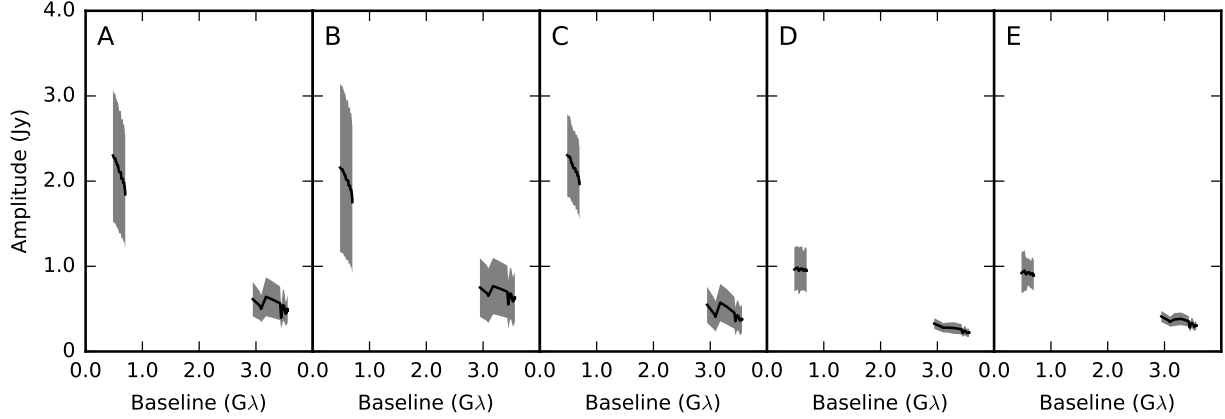 A B C D E
4.0
3.0
2.0
1.0
0
Amplitude (Jy)
0.0 1.0 2.0 3.0 0.0 1.0 2.0 3.0 0.0 1.0 2.0 3.0 0.0 1.0 2.0 3.0 0.0 1.0 2.0 3.0
Baseline (Gλ) Baseline (Gλ) Baseline (Gλ) Baseline (Gλ) Baseline (Gλ)